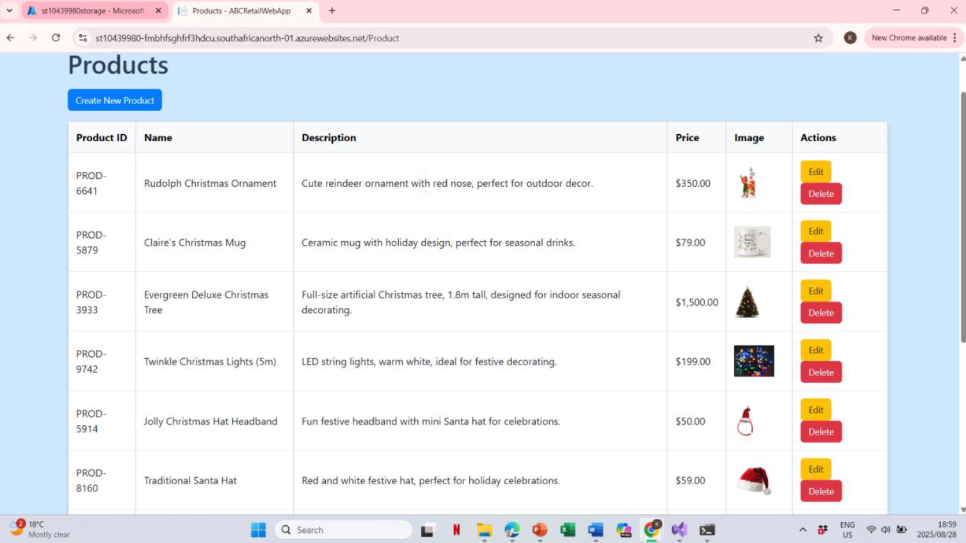 st10439980storage - Microsoft
Products - ABCRetailWebApp
st10439980-fmbhfsghfrf3hdcu.southafricanorth-01.azurewebsites.net/Product
K
New Chrome available
Products
Create New Product
Product ID Name Description Price Image Actions
PROD-
6641
Rudolph Christmas Ornament
Cute reindeer ornament with red nose, perfect for outdoor decor.
$350.00
Edit
Delete
PROD-
5879
Claire's Christmas Mug
Ceramic mug with holiday design, perfect for seasonal drinks.
$79.00
Edit
Delete
PROD-
3933
Evergreen Deluxe Christmas
Tree
Full-size artificial Christmas tree, 1.8m tall, designed for indoor seasonal
decorating.
$1,500.00
Edit
Delete
PROD-
9742
Twinkle Christmas Lights (5m)
LED string lights, warm white, ideal for festive decorating.
$199.00
Edit
Delete
PROD-
5914
Jolly Christmas Hat Headband
Fun festive headband with mini Santa hat for celebrations.
$50.00
Edit
Delete
PROD-
8160
Traditional Santa Hat
Red and white festive hat, perfect for holiday celebrations.
$59.00
Edit
Delete
2
18°C
Mostly clear
Search
ENG
US
18:59
2025/08/28